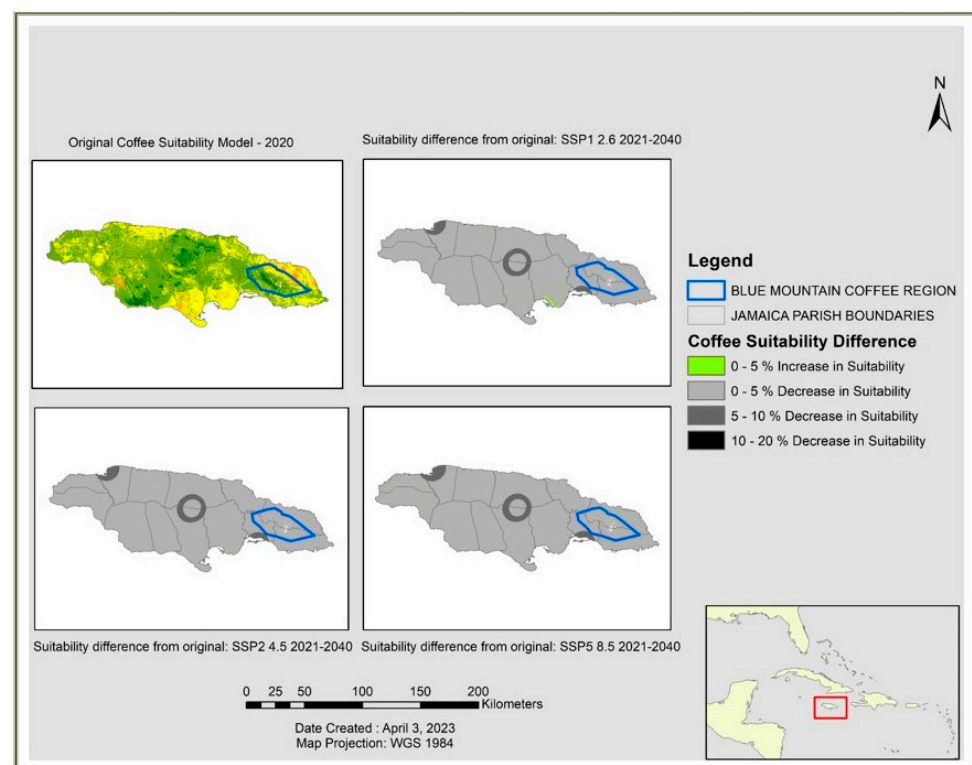 N
Original Coffee Suitability Model - 2020
Suitability difference from original: SSP1 2.6 2021-2040
Legend
BLUE MOUNTAIN COFFEE REGION
JAMAICA PARISH BOUNDARIES
Coffee Suitability Difference
0 - 5 % Increase in Suitability
0 - 5 % Decrease in Suitability
5 - 10 % Decrease in Suitability
10 - 20 % Decrease in Suitability
Suitability difference from original: SSP2 4.5 2021-2040
Suitability difference from original: SSP5 8.5 2021-2040
0 25 50 100 150 200
Kilometers
Date Created : April 3, 2023
Map Projection: WGS 1984